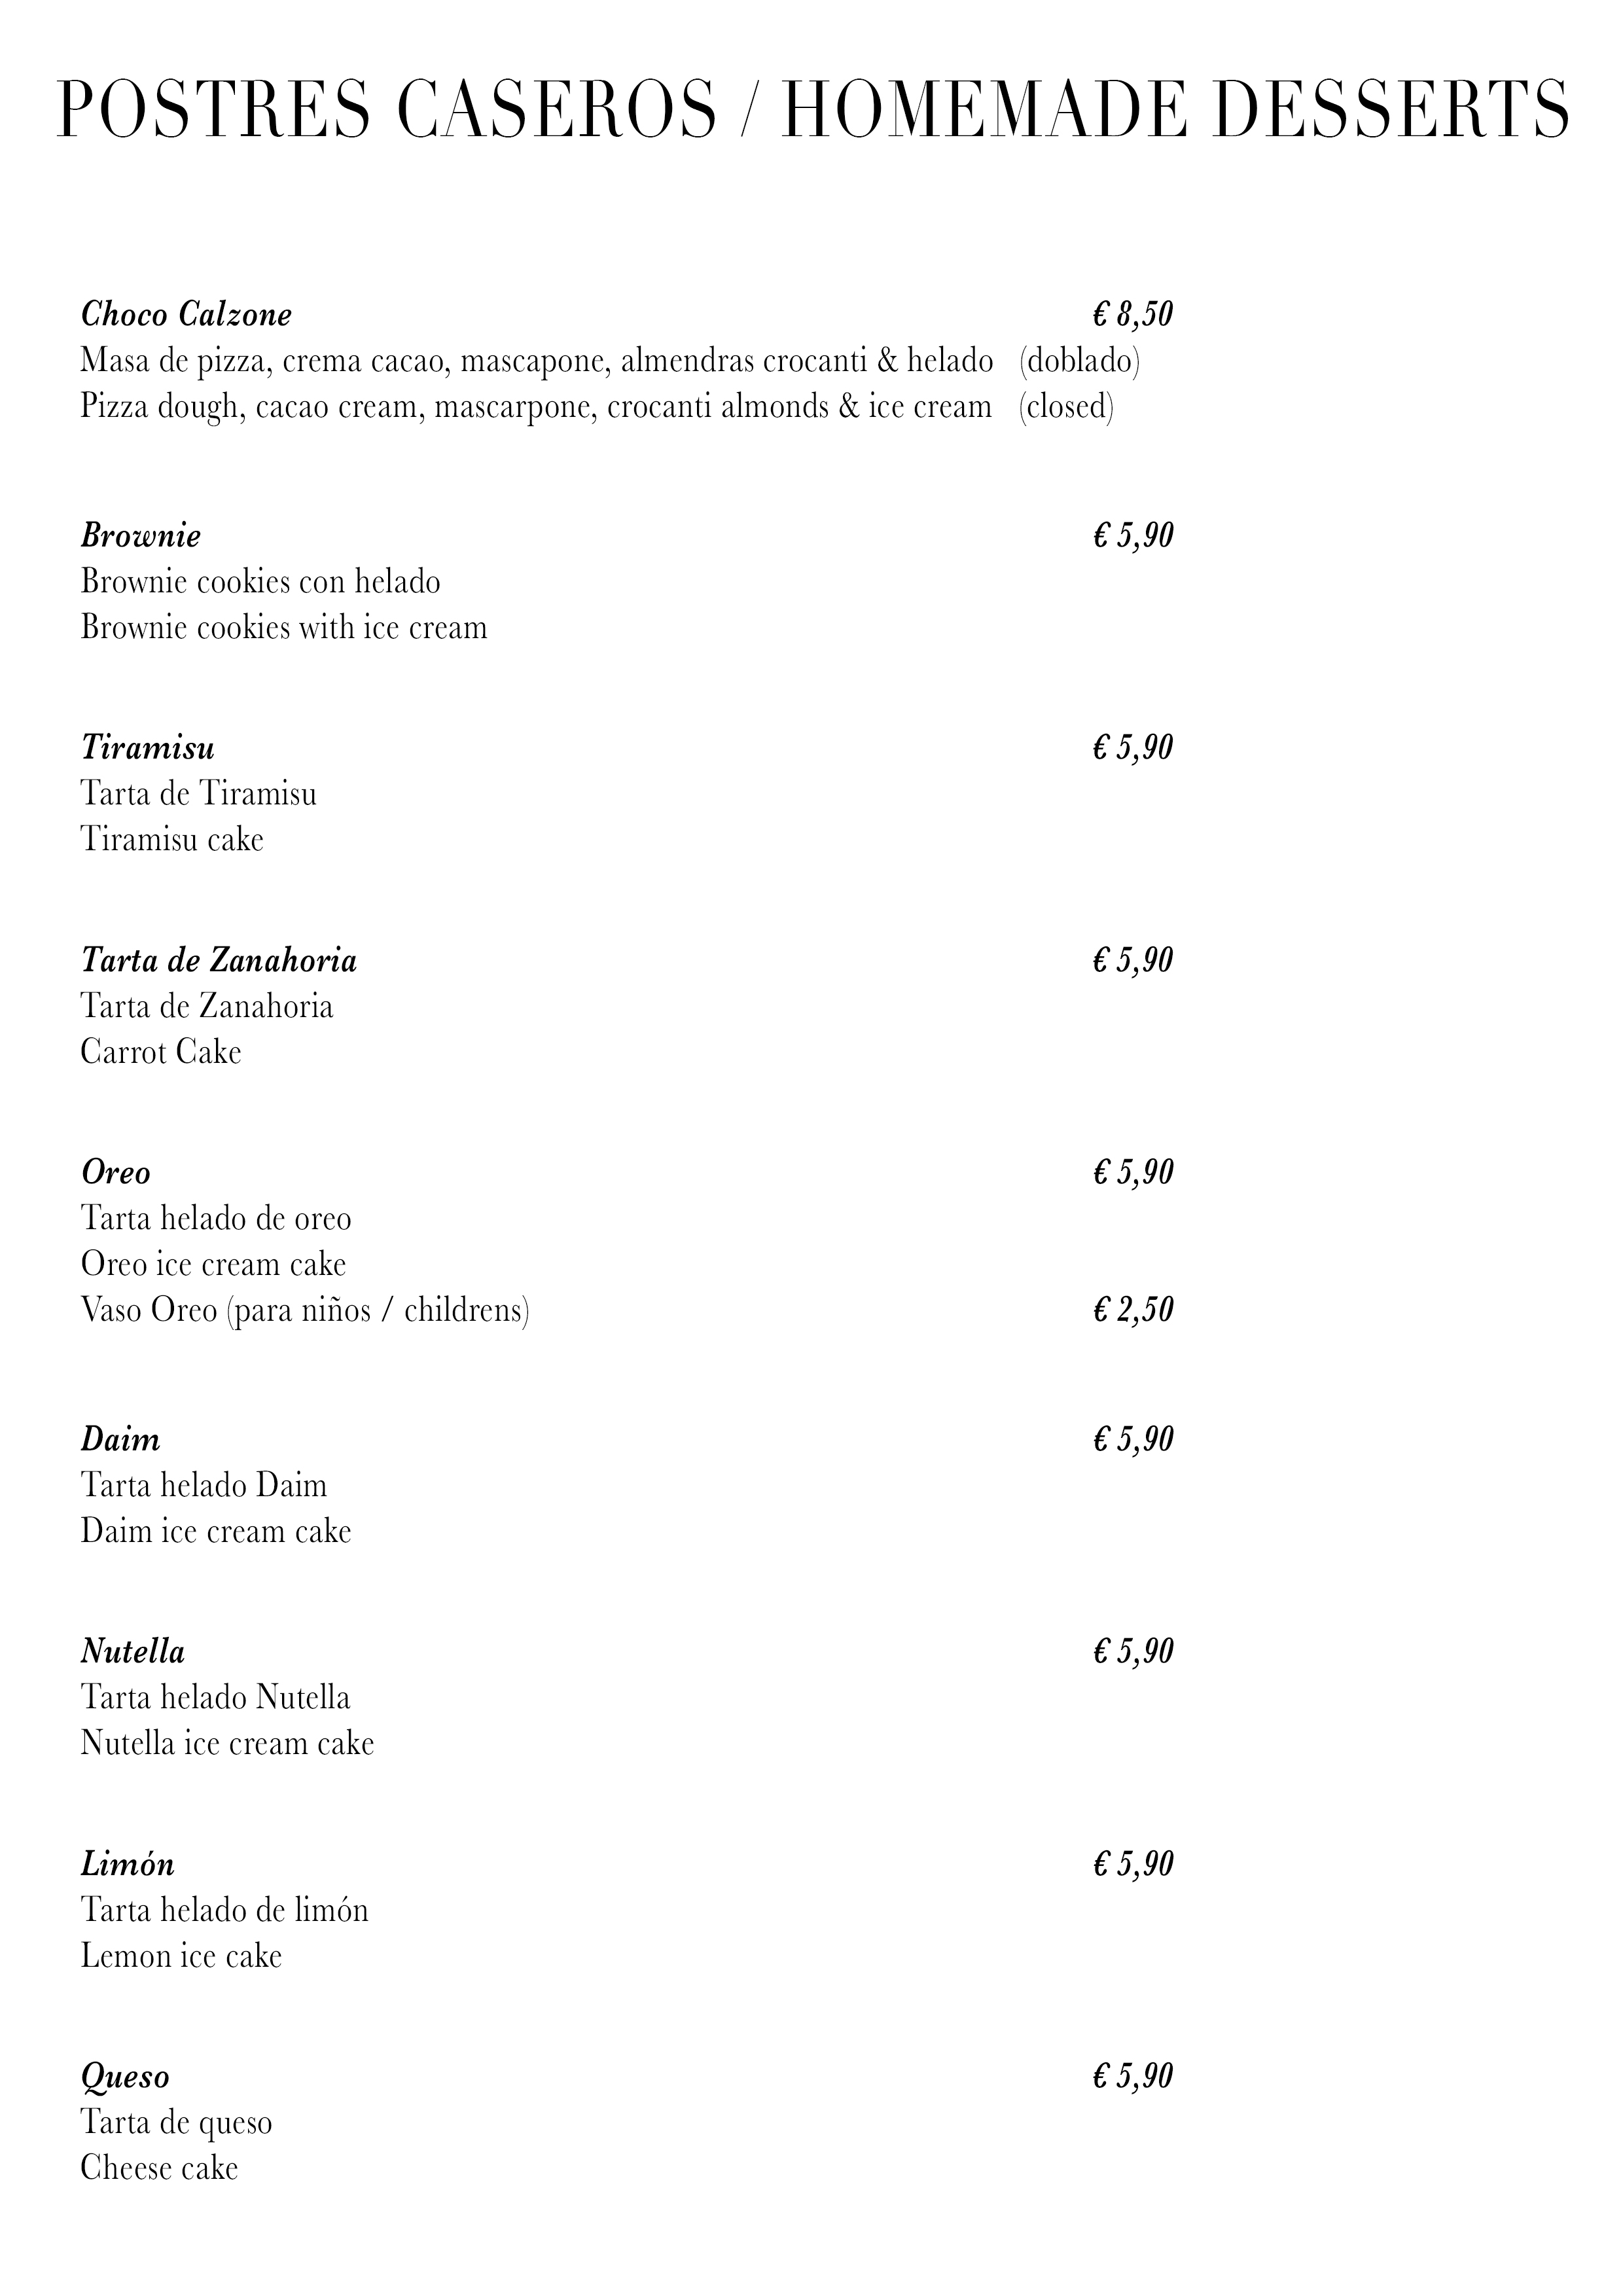 POSTRES CASEROS / HOMEMADE DESSERTS
Choco Calzone € 8,50
Masa de pizza, crema cacao, mascapone, almendras crocanti & helado (doblado)
Pizza dough, cacao cream, mascarpone, crocanti almonds & ice cream (closed)
Brownie € 5,90
Brownie cookies con helado
Brownie cookies with ice cream
Tiramisu € 5,90
Tarta de Tiramisu
Tiramisu cake
Tarta de Zanahoria € 5,90
Tarta de Zanahoria
Carrot Cake
Oreo € 5,90
Tarta helado de oreo
Oreo ice cream cake
Vaso Oreo (para niños / childrens) € 2,50
Daim € 5,90
Tarta helado Daim
Daim ice cream cake
Nutella € 5,90
Tarta helado Nutella
Nutella ice cream cake
Limón € 5,90
Tarta helado de limón
Lemon ice cake
Queso € 5,90
Tarta de queso
Cheese cake